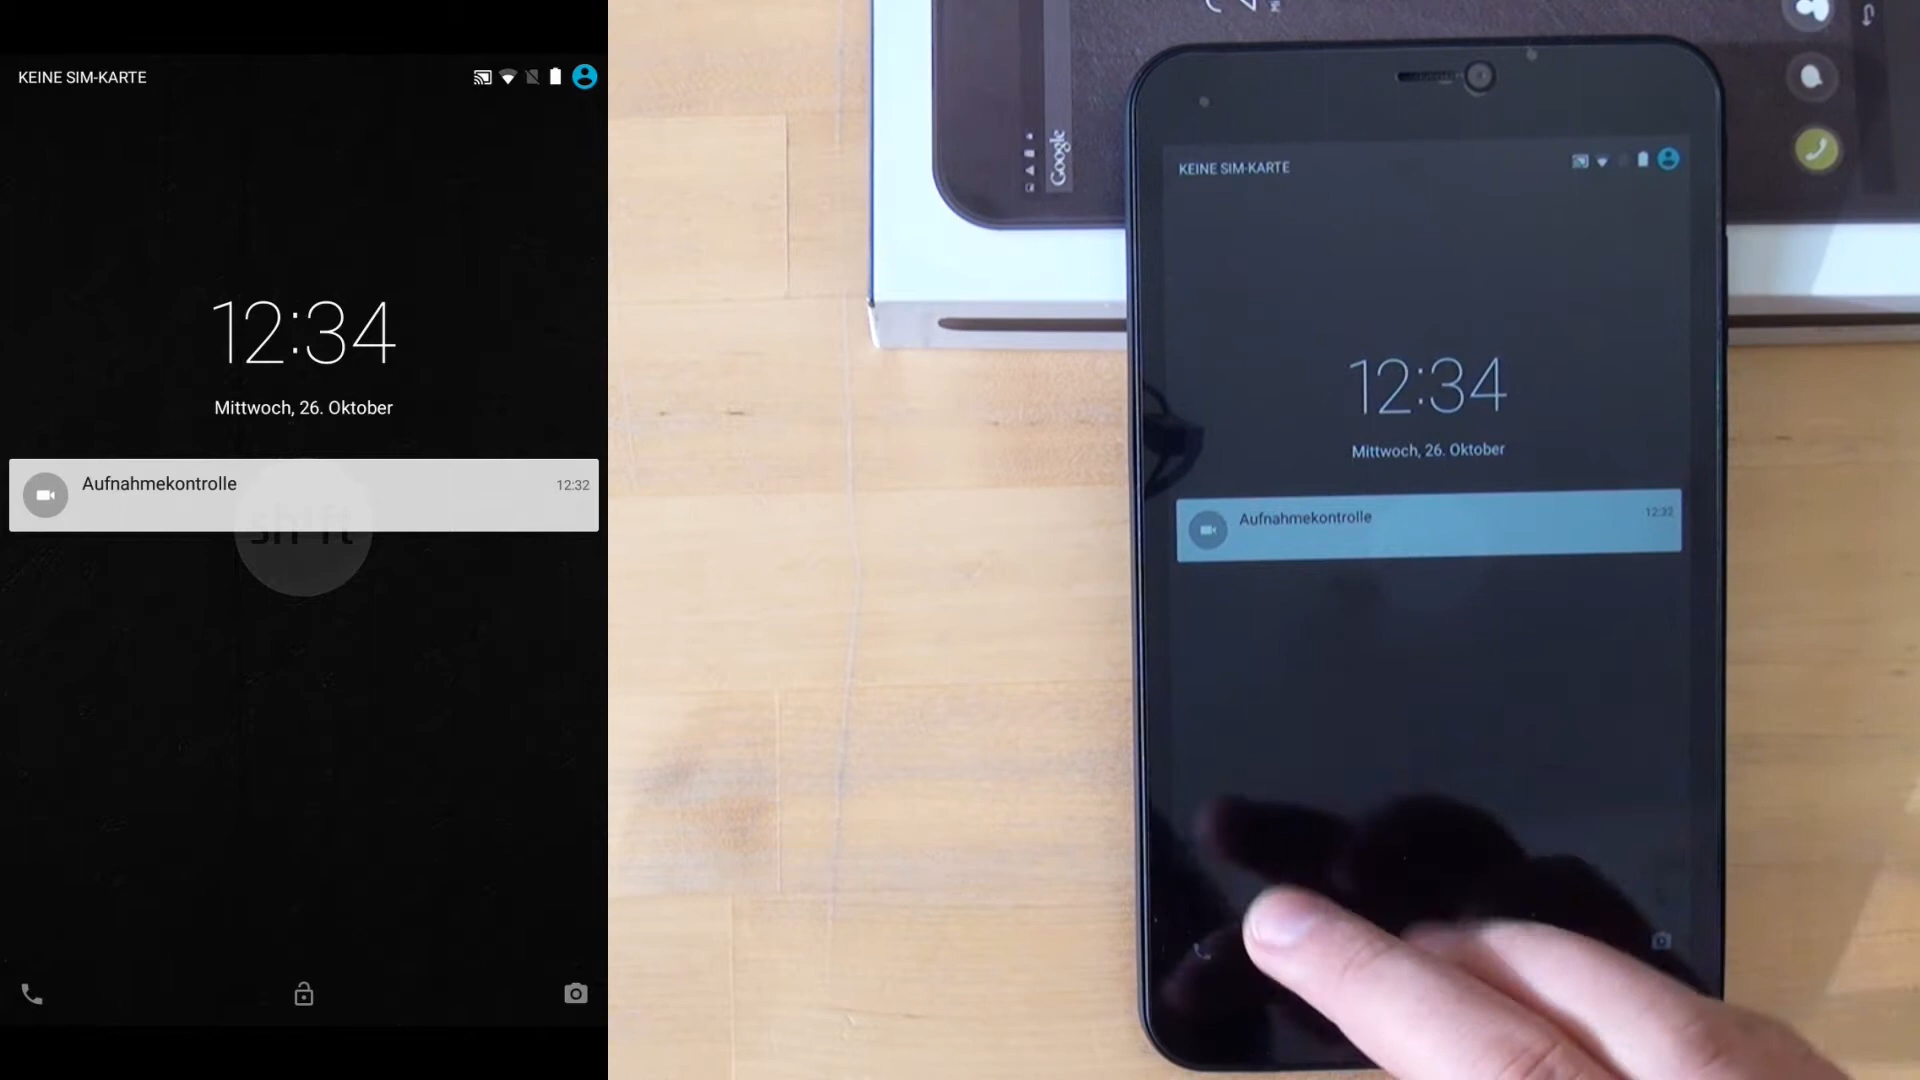 KEINE SIM-KARTE
12:34
Mittwoch, 26. Oktober
Aufnahmekontrolle
12:32
shift
Google
KEINE SIM-KARTE
12:34
Mittwoch, 26. Oktober
Aufnahmekontrolle
12:32